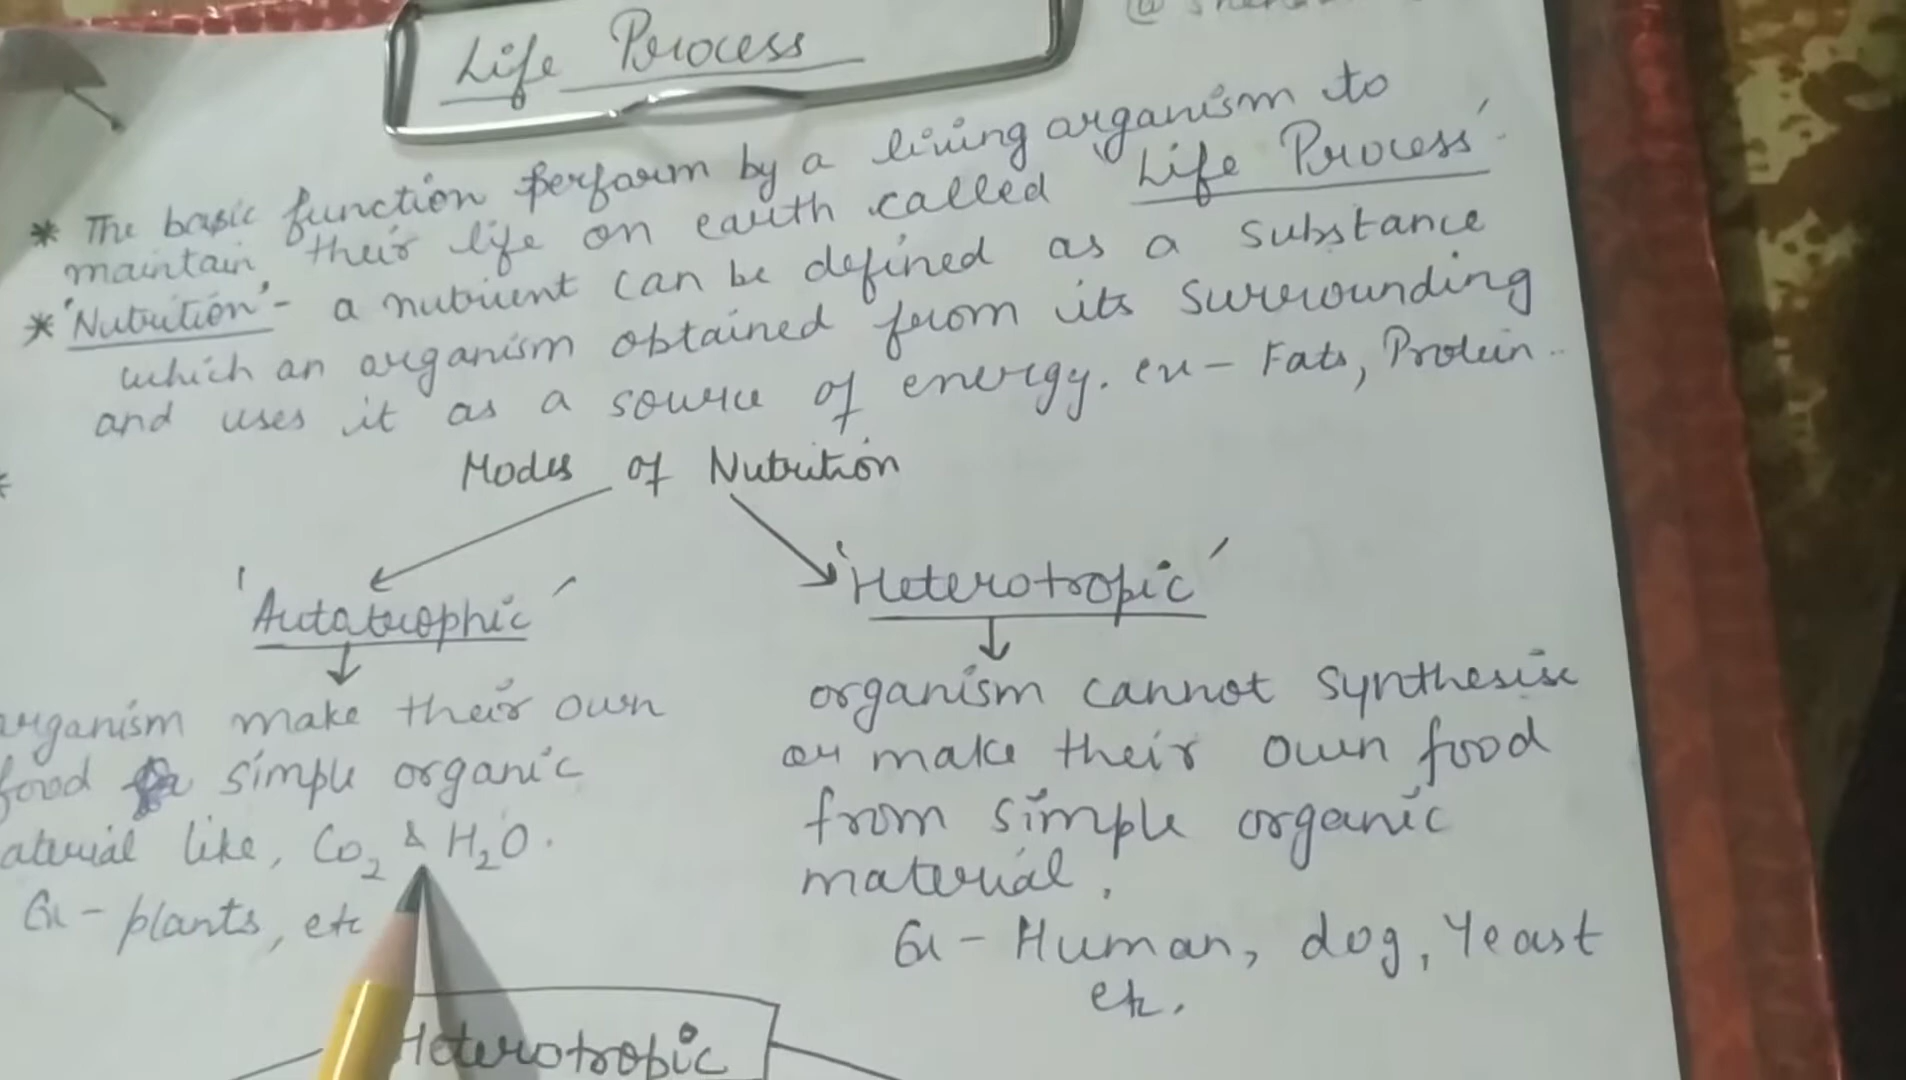 Life Process
* The basic function perform by a living organism to
maintain their life on earth called 'Life Process'.
* 'Nutrition' - a nutrient can be defined as a substance
which an organism obtained from its surrounding
and uses it as a source of energy. ex - Fats, Protein..
Modes of Nutrition
'Autotrophic'
'Heterotropic'
organism make their own
food simple organic
aterial like, Co2 & H2O.
Ex - plants, etc
organism cannot synthesise
or make their own food
from simple organic
material.
Ex - Human, dog, Yeast
etc.
Heterotropic